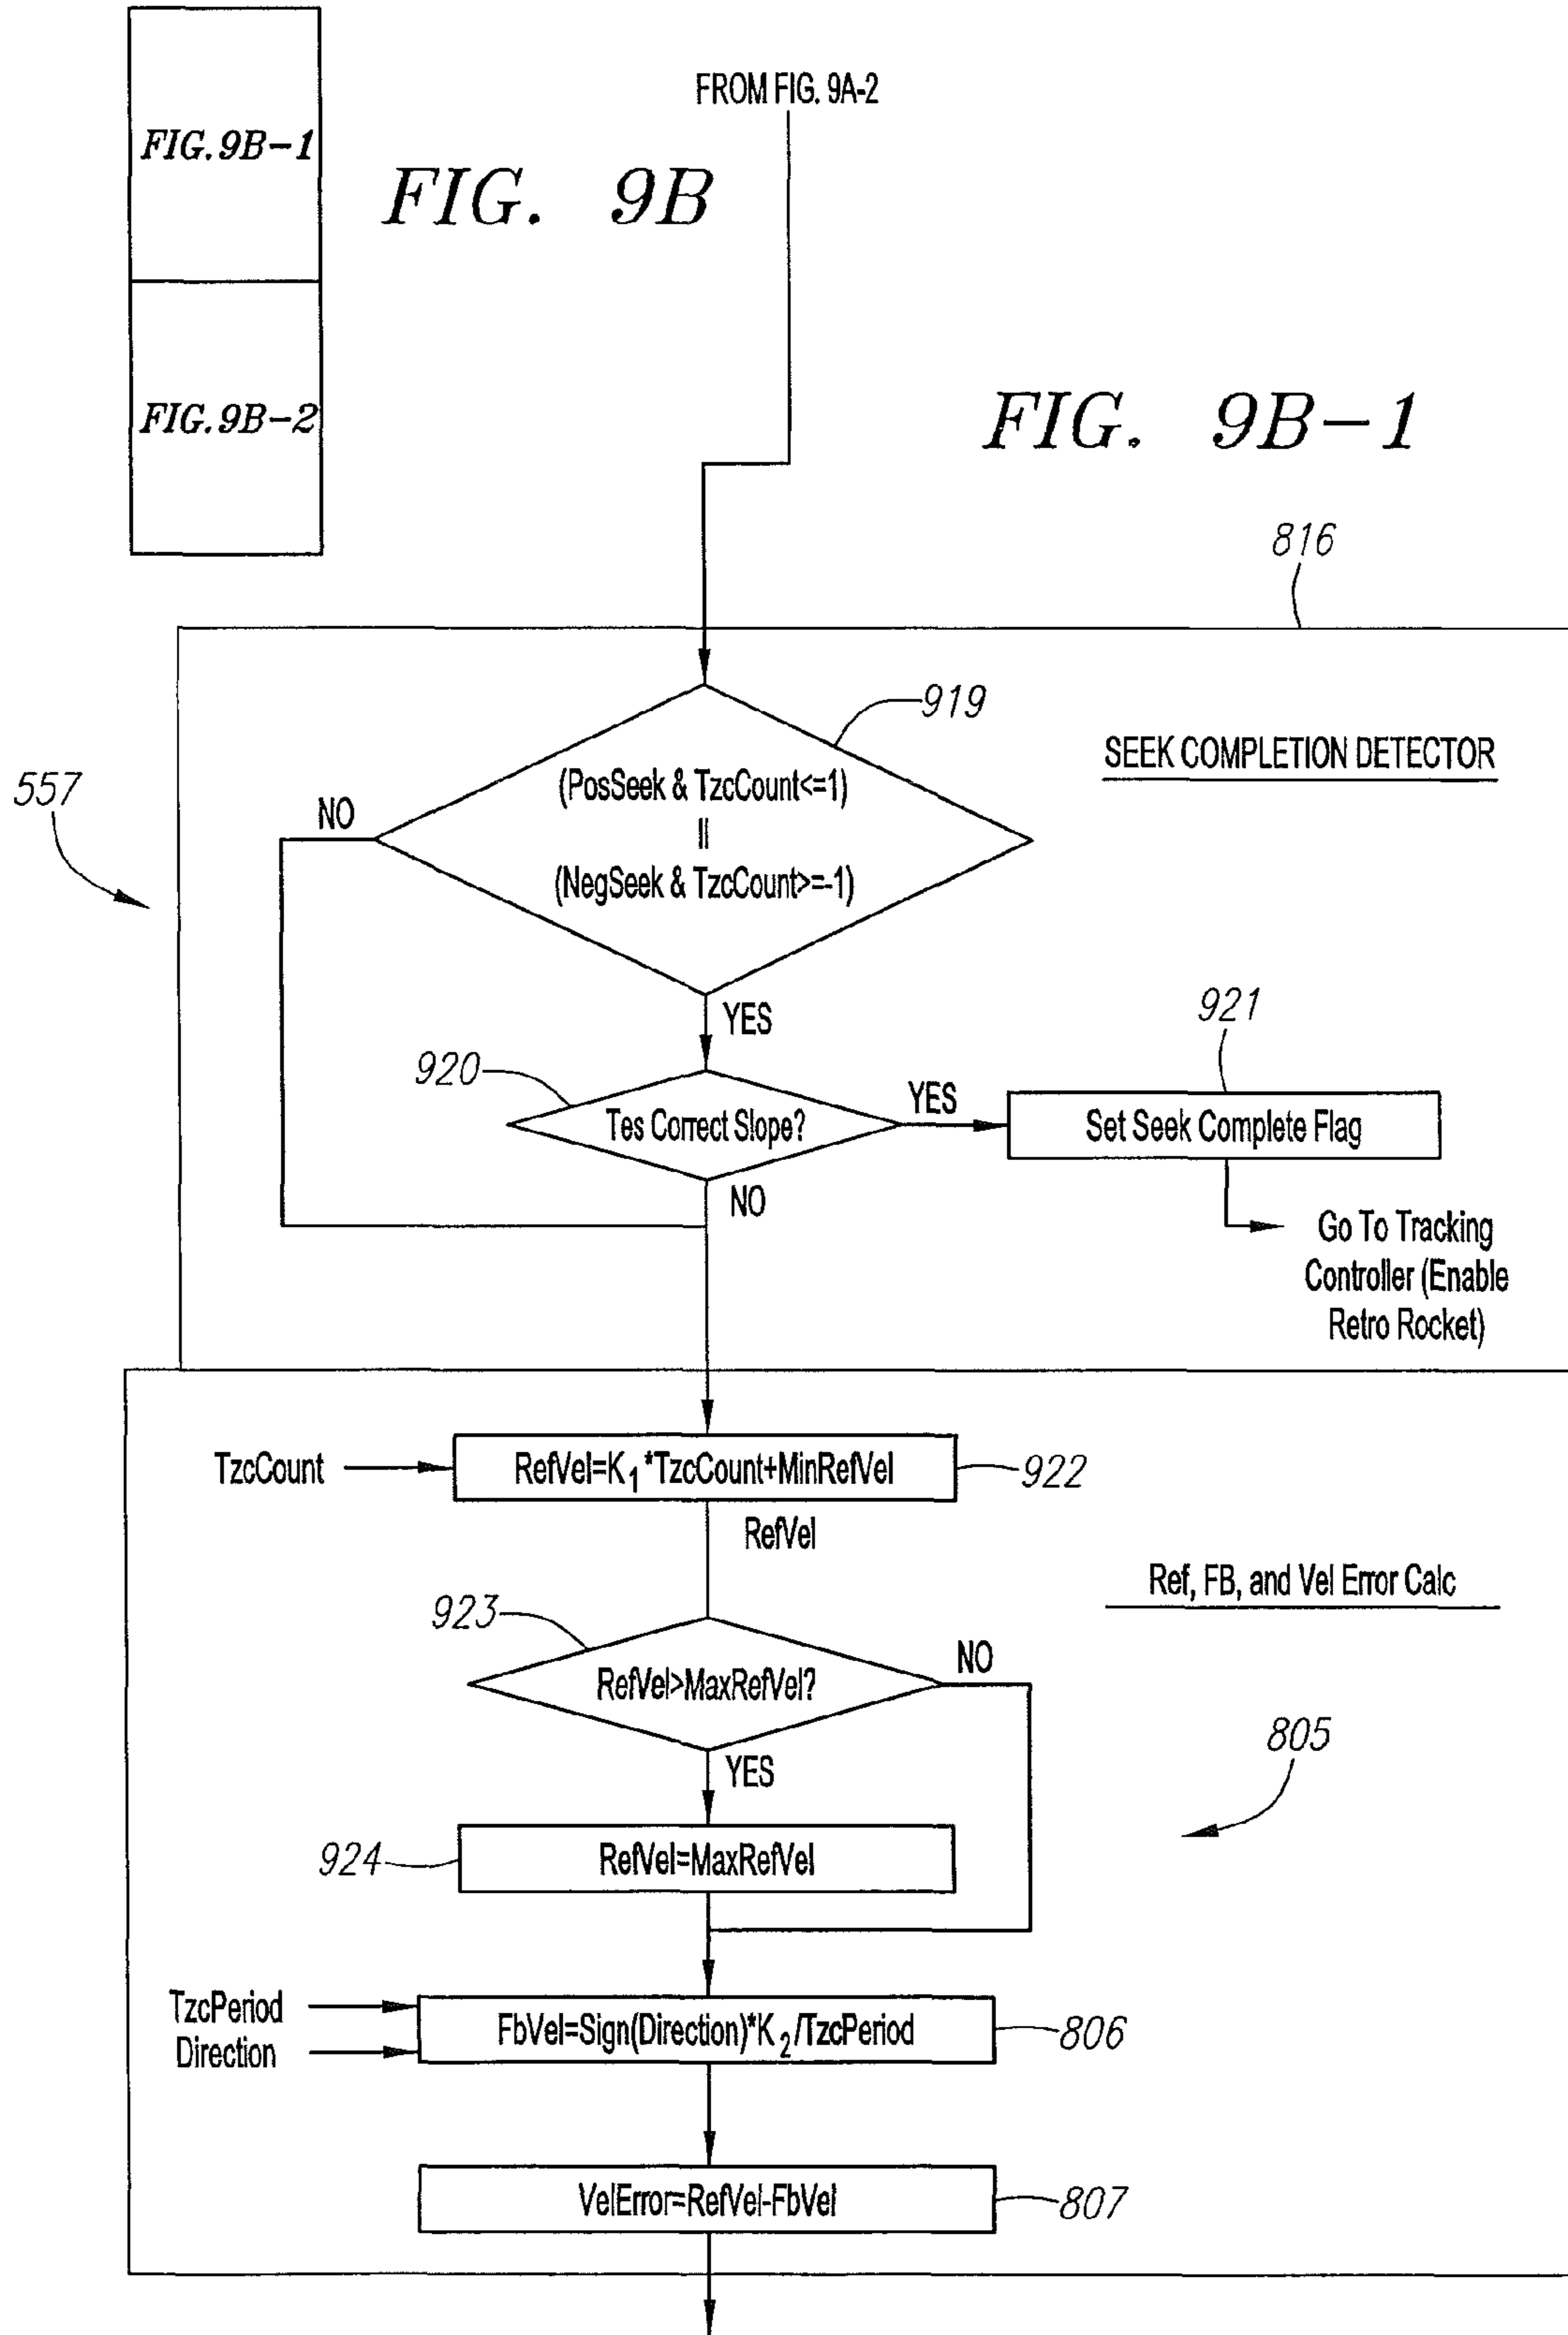 FROM FIG. 9A-2
FIG. 9B-1
FIG. 9B
FIG. 9B-2
FIG. 9B-1
816
919
SEEK COMPLETION DETECTOR
557
NO
(PosSeek & TzcCount<=1)
||
(NegSeek & TzcCount>=-1)
YES
921
920
YES
Tes Correct Slope?
Set Seek Complete Flag
NO
Go To Tracking
Controller (Enable
Retro Rocket)
TzcCount
RefVel=K1*TzcCount+MinRefVel
922
RefVel
Ref, FB, and Vel Error Calc
923
NO
RefVel>MaxRefVel?
805
YES
924
RefVel=MaxRefVel
TzcPeriod
Direction
FbVel=Sign(Direction)*K2/TzcPeriod
806
VelError=RefVel-FbVel
807